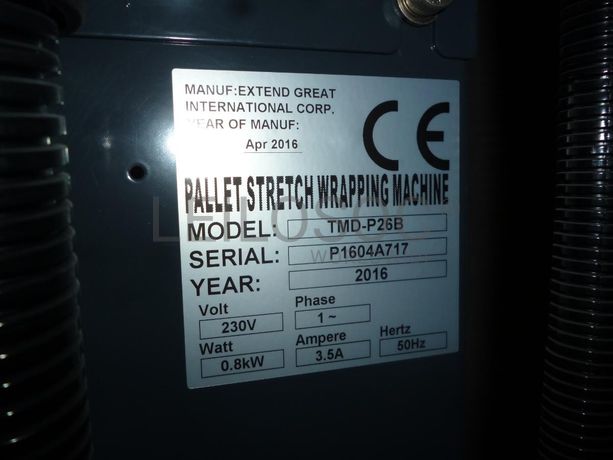 MANUF:EXTEND GREAT
INTERNATIONAL CORP.
YEAR OF MANUF:
Apr 2016
CE
PALLET STRETCH WRAPPING MACHINE
MODEL: TMD-P26B
SERIAL: P1604A717
YEAR: 2016
Volt Phase
230V 1~
Watt Ampere Hertz
0.8kW 3.5A 50Hz